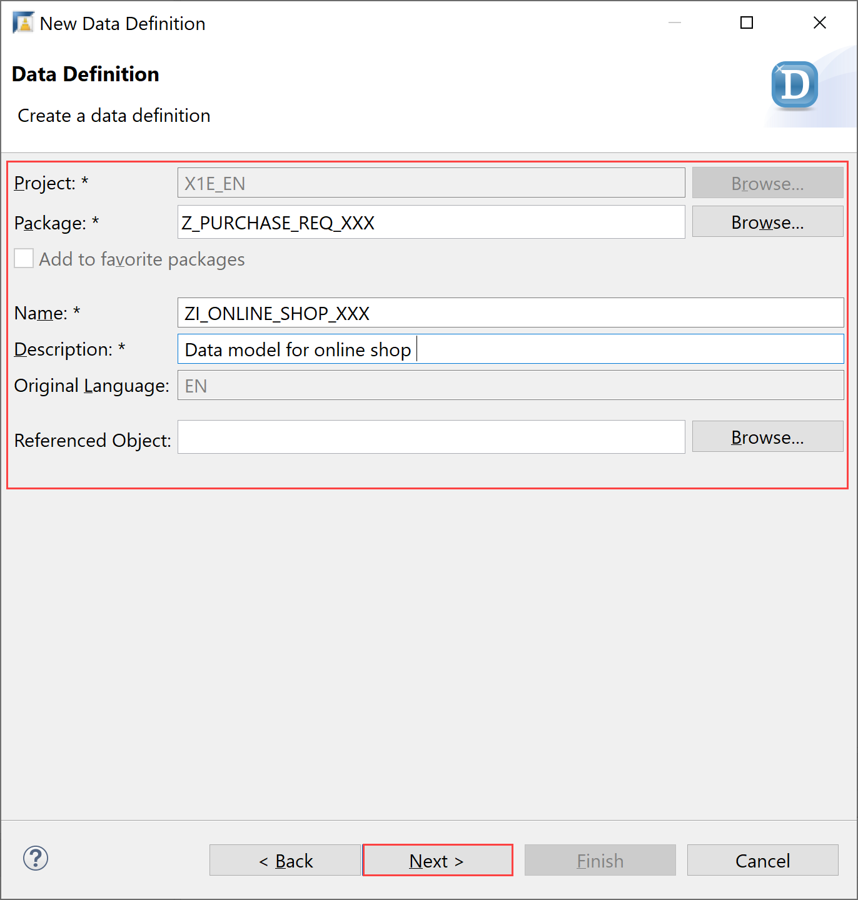 New Data Definition
Data Definition
D
Create a data definition
Project: * X1E_EN Browse...
Package: * Z_PURCHASE_REQ_XXX Browse...
Add to favorite packages
Name: * ZI_ONLINE_SHOP_XXX
Description: * Data model for online shop
Original Language: EN
Referenced Object: Browse...
? < Back Next > Finish Cancel